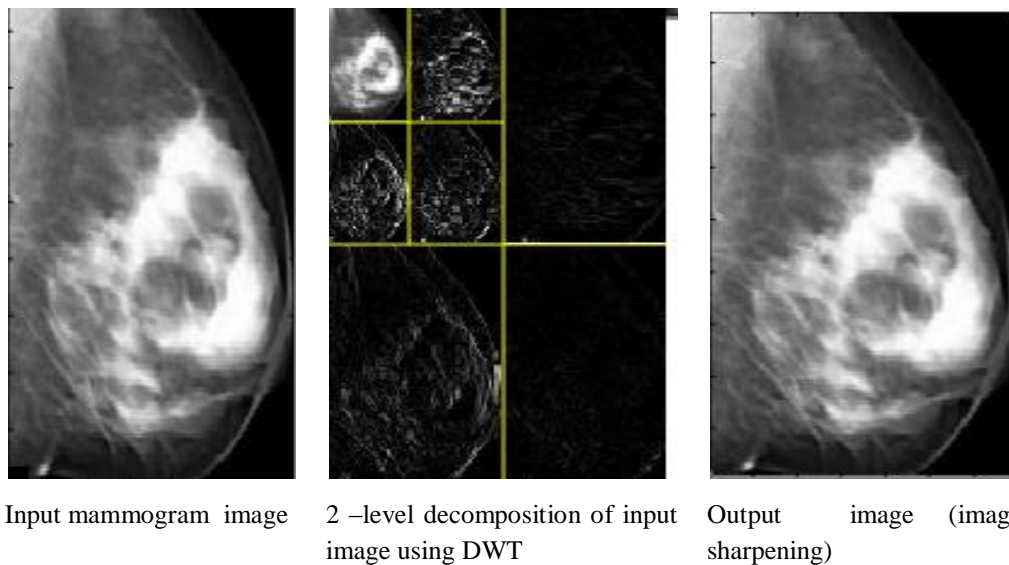 Input mammogram image
2 –level decomposition of input
image using DWT
Output image (imag
sharpening)